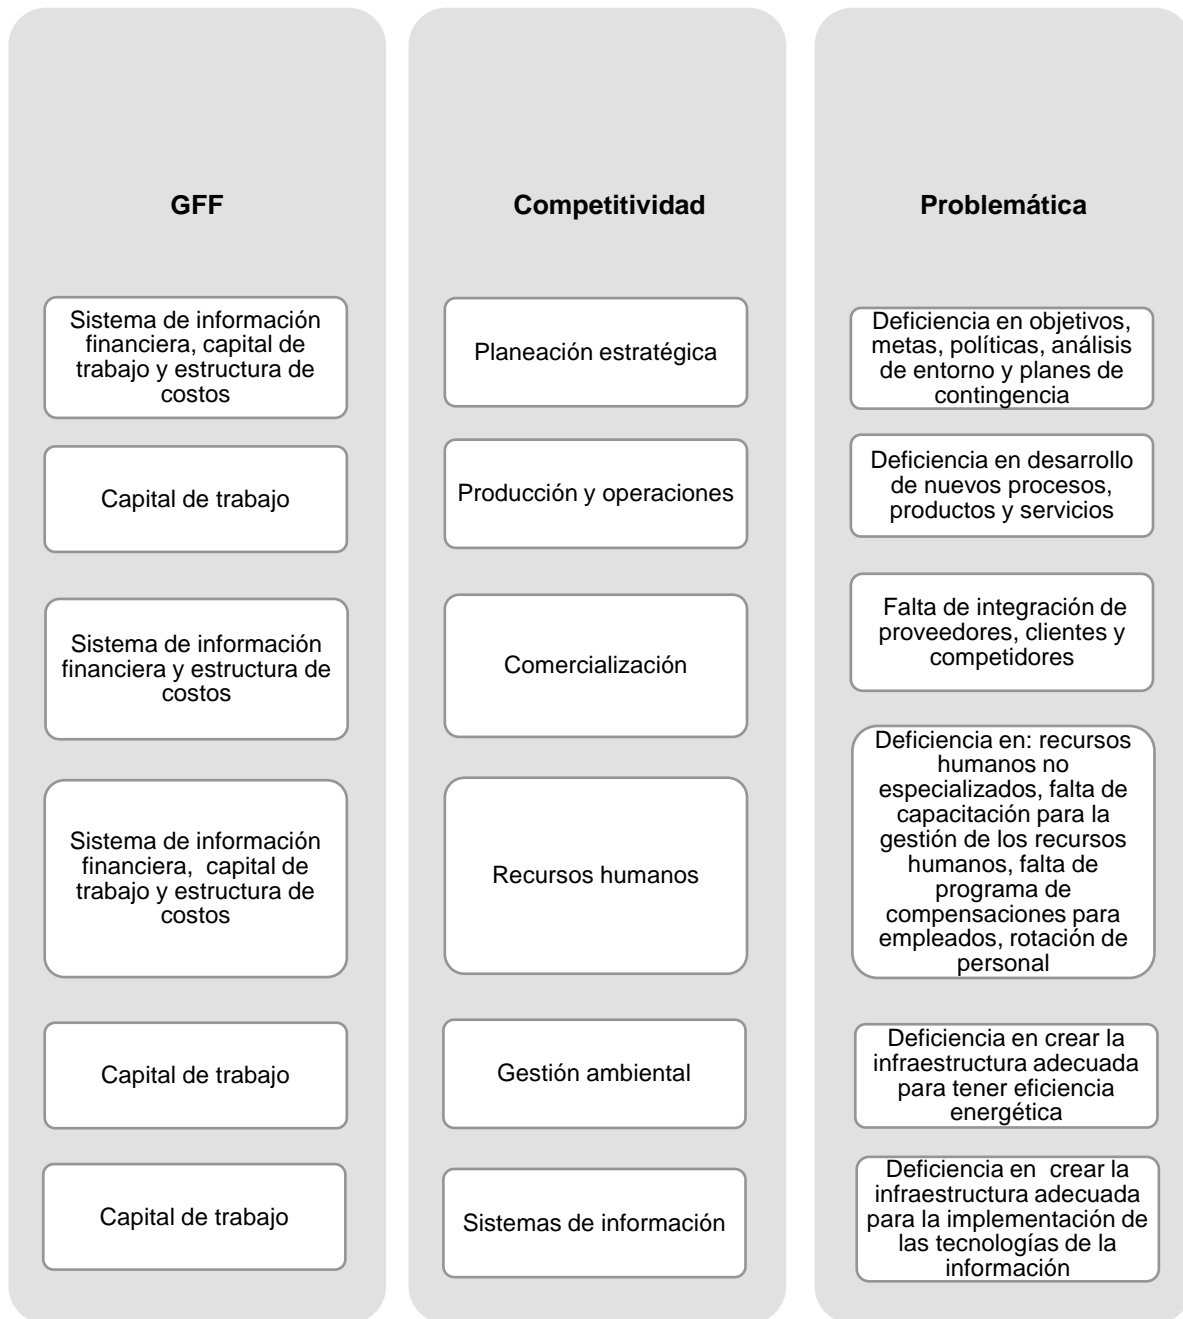 GFF
Sistema de información
financiera, capital de
trabajo y estructura de
costos
Capital de trabajo
Sistema de información
financiera y estructura de
costos
Sistema de información
financiera, capital de
trabajo y estructura de
costos
Capital de trabajo
Capital de trabajo
Competitividad
Planeación estratégica
Producción y operaciones
Comercialización
Recursos humanos
Gestión ambiental
Sistemas de información
Problemática
Deficiencia en objetivos,
metas, políticas, análisis
de entorno y planes de
contingencia
Deficiencia en desarrollo
de nuevos procesos,
productos y servicios
Falta de integración de
proveedores, clientes y
competidores
Deficiencia en: recursos
humanos no
especializados, falta de
capacitación para la
gestión de los recursos
humanos, falta de
programa de
compensaciones para
empleados, rotación de
personal
Deficiencia en crear la
infraestructura adecuada
para tener eficiencia
energética
Deficiencia en crear la
infraestructura adecuada
para la implementación de
las tecnologías de la
información